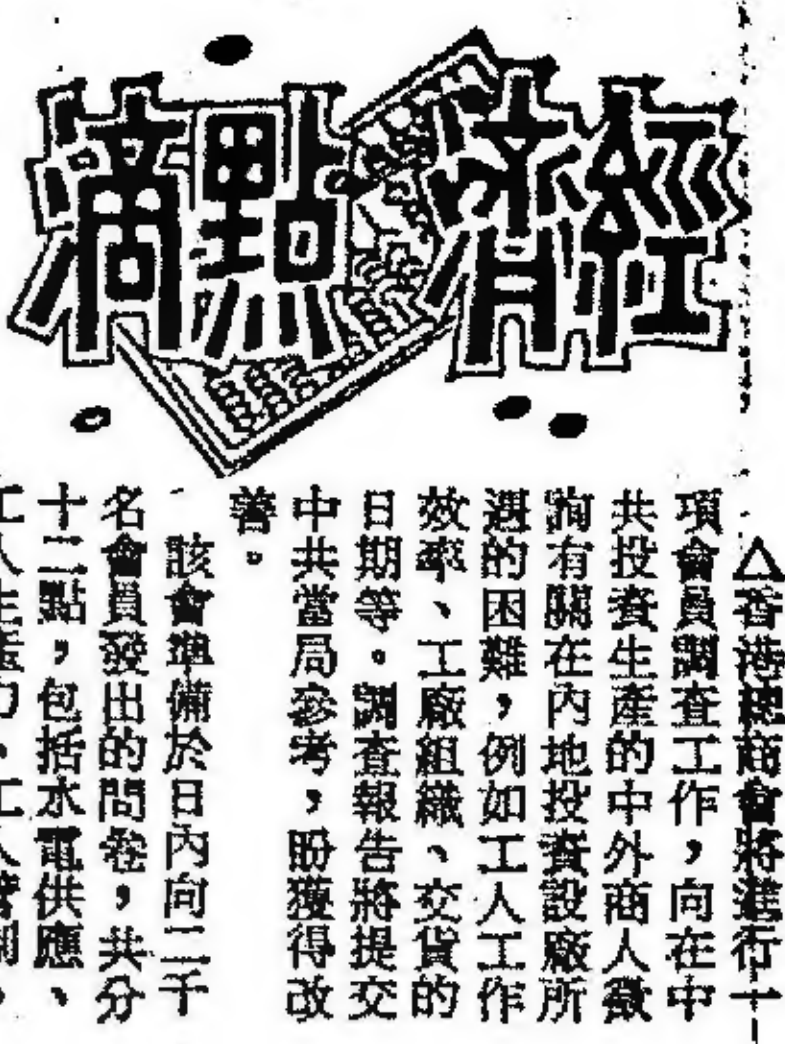 經濟點滴
△香港總商會將進行一
項會員調查工作，向在中
共投資生產的中外商人徵
詢有關在內地投資設廠所
遇的困難，例如工人工作
效率、工廠組織、交貨的
日期等。調查報告將提交
中共當局參考，盼獲得改
善。
該會準備於日內向二千
名會員發出的問卷，共分
十二點，包括水電供應、
工人生產力、工人管制、